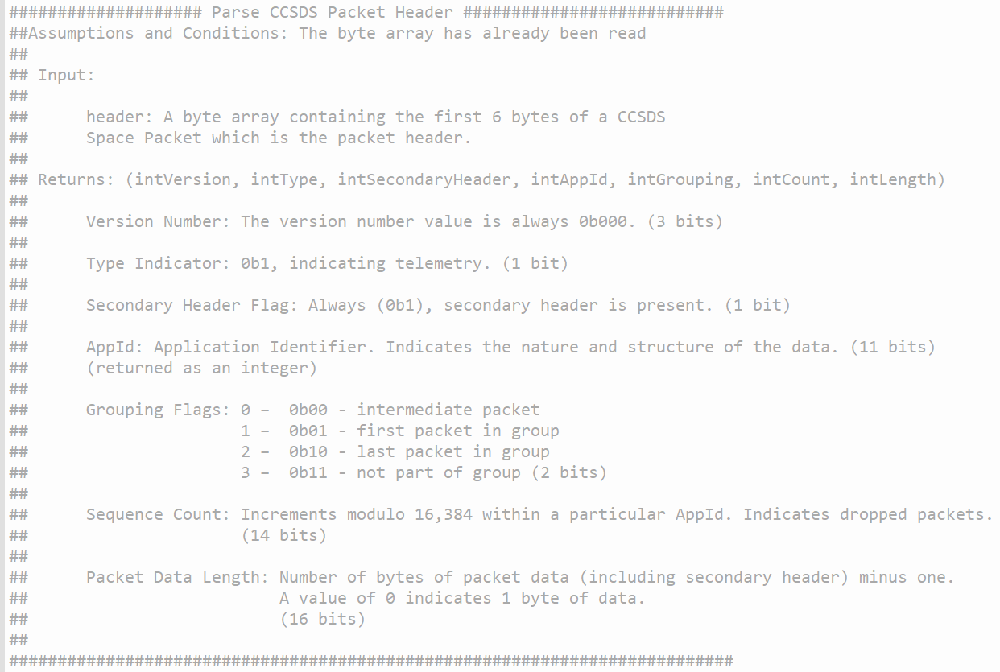 #################### Parse CCSDS Packet Header ###########################
##Assumptions and Conditions: The byte array has already been read
##
## Input:
##
##      header: A byte array containing the first 6 bytes of a CCSDS
##      Space Packet which is the packet header.
##
## Returns: (intVersion, intType, intSecondaryHeader, intAppId, intGrouping, intCount, intLength)
##
##      Version Number: The version number value is always 0b000. (3 bits)
##
##      Type Indicator: 0b1, indicating telemetry. (1 bit)
##
##      Secondary Header Flag: Always (0b1), secondary header is present. (1 bit)
##
##      AppId: Application Identifier. Indicates the nature and structure of the data. (11 bits)
##      (returned as an integer)
##
##      Grouping Flags: 0 –  0b00 - intermediate packet
##                      1 –  0b01 - first packet in group
##                      2 –  0b10 - last packet in group
##                      3 –  0b11 - not part of group (2 bits)
##
##      Sequence Count: Increments modulo 16,384 within a particular AppId. Indicates dropped packets.
##                      (14 bits)
##
##      Packet Data Length: Number of bytes of packet data (including secondary header) minus one.
##                          A value of 0 indicates 1 byte of data.
##                          (16 bits)
##
###########################################################################